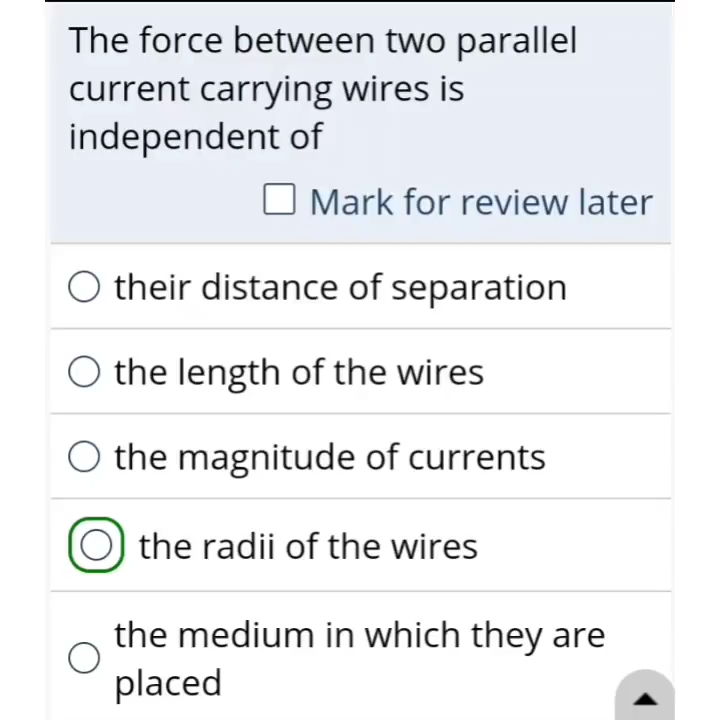 The force between two parallel
current carrying wires is
independent of
Mark for review later
their distance of separation
the length of the wires
the magnitude of currents
the radii of the wires
the medium in which they are
placed